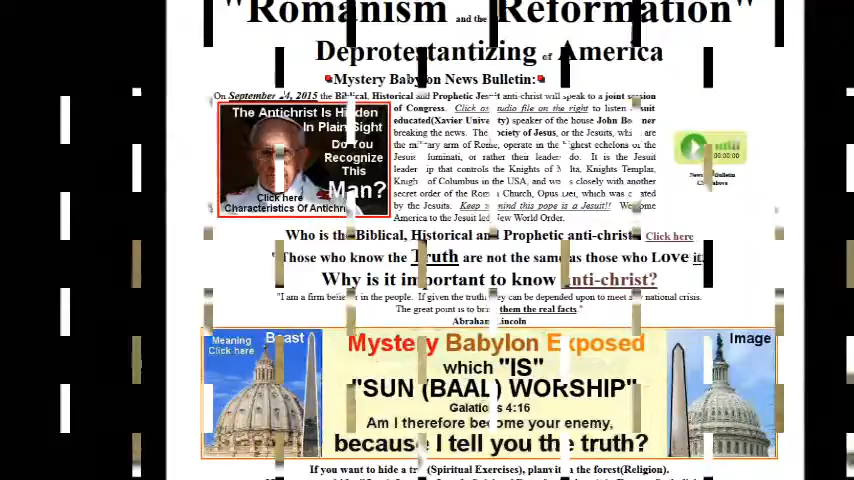 "Romanism and the Reformation"
Deprotestantizing of America
Mystery Babylon News Bulletin:
On September 24, 2015 the Biblical, Historical and Prophetic Jesuit anti-christ will speak to a joint session
of Congress. Click on audio file on the right to listen
educated(Xavier University) speaker of the house John Boehner
breaking the news. The Society of Jesus, or the Jesuits, which are
the military arm of Rome, operate in the highest echelons of the
Jesuit Illuminati, or rather their leaders do. It is the Jesuit
leadership that controls the Knights of Malta, Knights Templar,
Knights of Columbus in the USA, and works closely with another
secret order of the Roman Church, Opus Dei, which was created
by the Jesuits. Keep in mind this pope is a Jesuit!! Welcome
America to the Jesuit led New World Order.
The Antichrist Is Hidden
In Plain Sight
Do You
Recognize
This
Man?
Click here
Characteristics Of Antichrist
00:00:00
News Bulletin
Click above
Who is the Biblical, Historical and Prophetic anti-christ Click here
"Those who know the Truth are not the same as those who Love it;
Why is it important to know anti-christ?
"I am a firm believer in the people. If given the truth, they can be depended upon to meet any national crisis.
The great point is to bring them the real facts."
Abraham Lincoln
Meaning
Click here
Beast
Mystery Babylon Exposed
which "IS"
"SUN (BAAL) WORSHIP"
Galations 4:16
Am I therefore become your enemy,
because I tell you the truth?
Image
If you want to hide a tree(Spiritual Exercises), plant it in the forest(Religion).